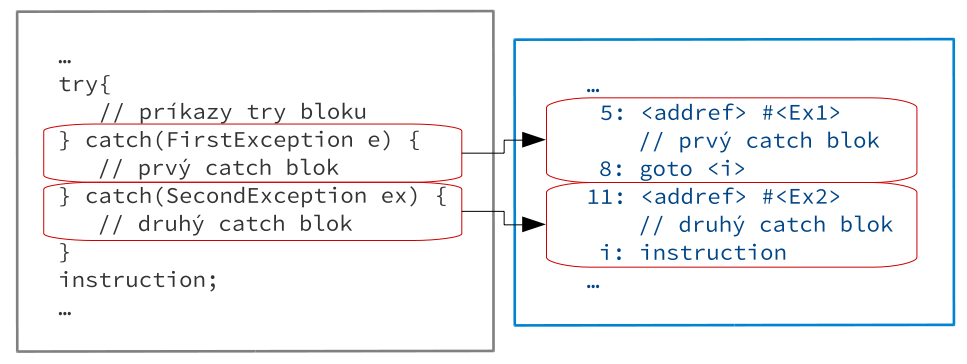 …
try{
// príkazy try bloku
} catch(FirstException e) {
// prvý catch blok
} catch(SecondException ex) {
// druhý catch blok
}
instruction;
…
…
5: <addref> #<Ex1>
// prvý catch blok
8: goto <i>
11: <addref> #<Ex2>
// druhý catch blok
i: instruction
…